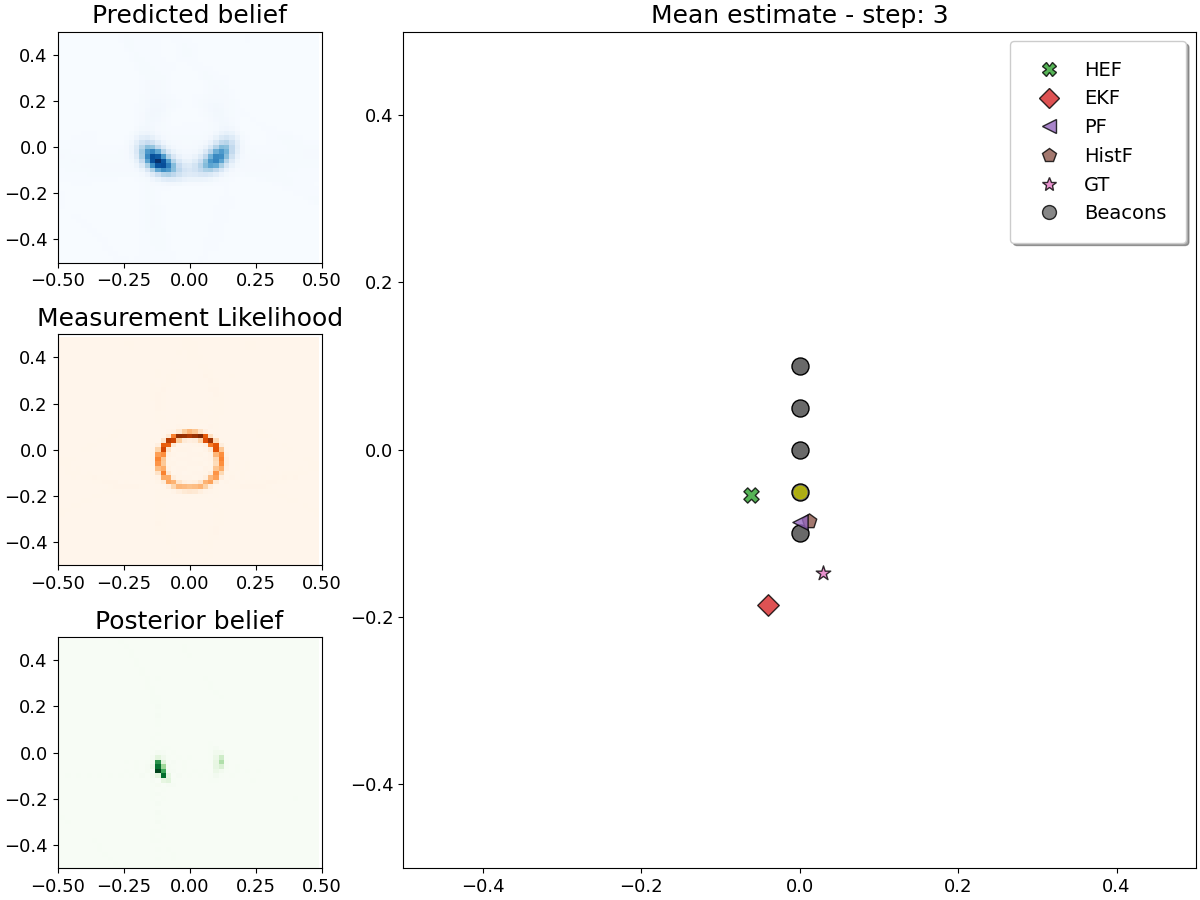 Predicted belief
0.4
0.2
0.0
−0.2
−0.4
−0.50 −0.25 0.00 0.25 0.50
Measurement Likelihood
0.4
0.2
0.0
−0.2
−0.4
−0.50 −0.25 0.00 0.25 0.50
Posterior belief
0.4
0.2
0.0
−0.2
−0.4
−0.50 −0.25 0.00 0.25 0.50
Mean estimate - step: 3
HEF
EKF
PF
HistF
GT
Beacons
0.4
0.2
0.0
−0.2
−0.4
−0.4 −0.2 0.0 0.2 0.4